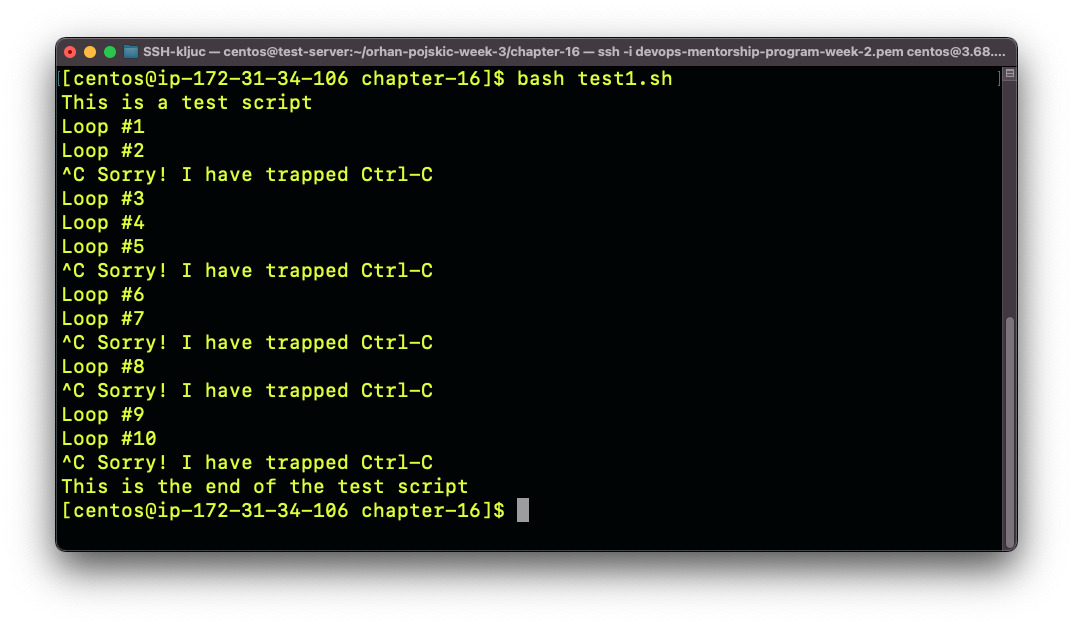 SSH-kljuc — centos@test-server:~/orhan-pojskic-week-3/chapter-16 — ssh -i devops-mentorship-program-week-2.pem centos@3.68....
[[centos@ip-172-31-34-106 chapter-16]$ bash test1.sh ]
This is a test script
Loop #1
Loop #2
^C Sorry! I have trapped Ctrl-C
Loop #3
Loop #4
Loop #5
^C Sorry! I have trapped Ctrl-C
Loop #6
Loop #7
^C Sorry! I have trapped Ctrl-C
Loop #8
^C Sorry! I have trapped Ctrl-C
Loop #9
Loop #10
^C Sorry! I have trapped Ctrl-C
This is the end of the test script
[centos@ip-172-31-34-106 chapter-16]$